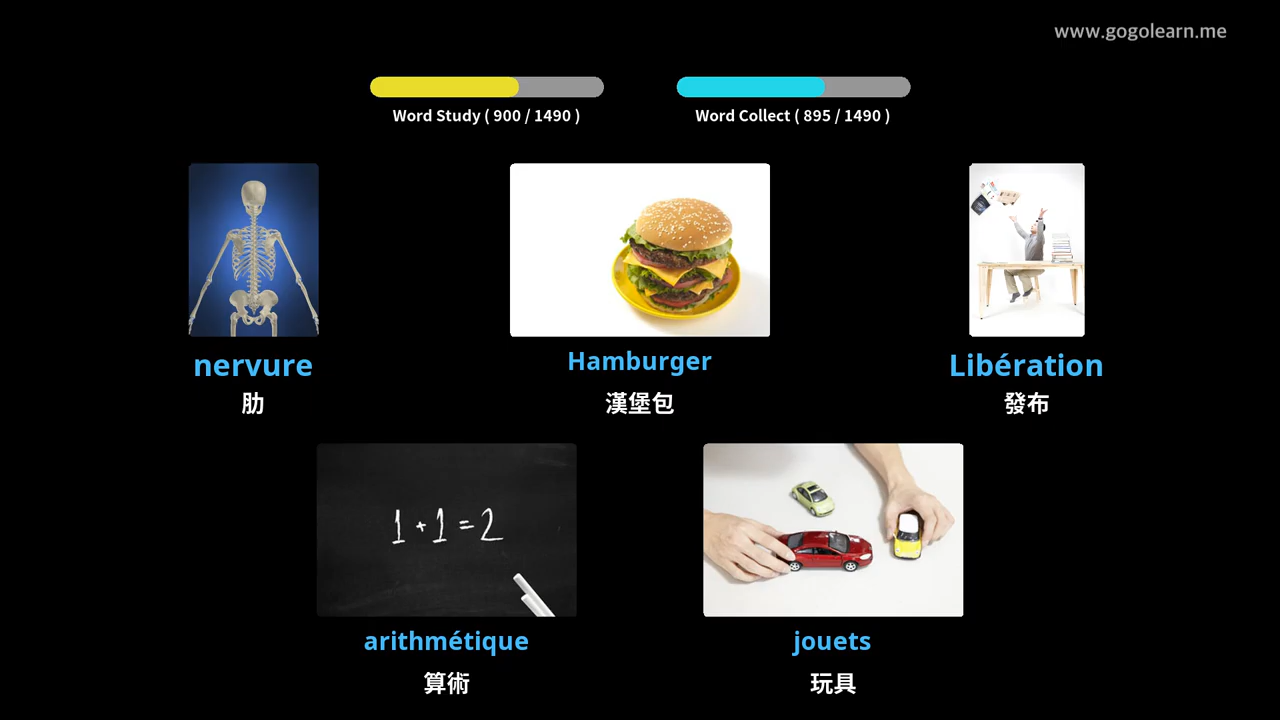 www.gogolearn.me
Word Study ( 900 / 1490 )
Word Collect ( 895 / 1490 )
nervure
肋
Hamburger
漢堡包
Libération
發布
1 + 1 = 2
arithmétique
算術
jouets
玩具